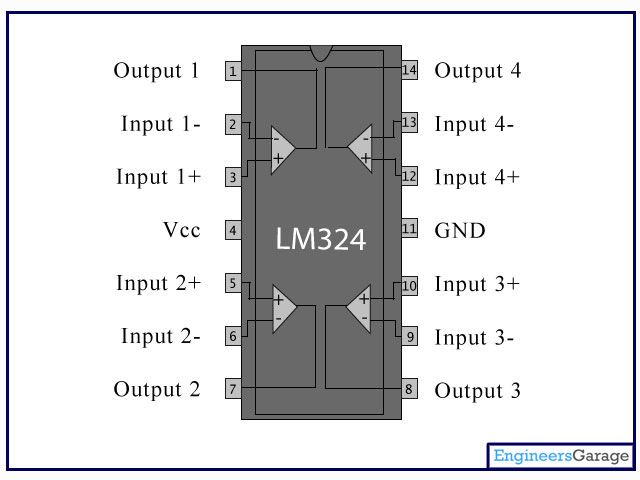 Output 1 1 14 Output 4
Input 1- 2 - - 13 Input 4-
Input 1+ 3 + + 12 Input 4+
Vcc 4 LM324 11 GND
Input 2+ 5 + + 10 Input 3+
Input 2- 6 - - 9 Input 3-
Output 2 7 8 Output 3
EngineersGarage